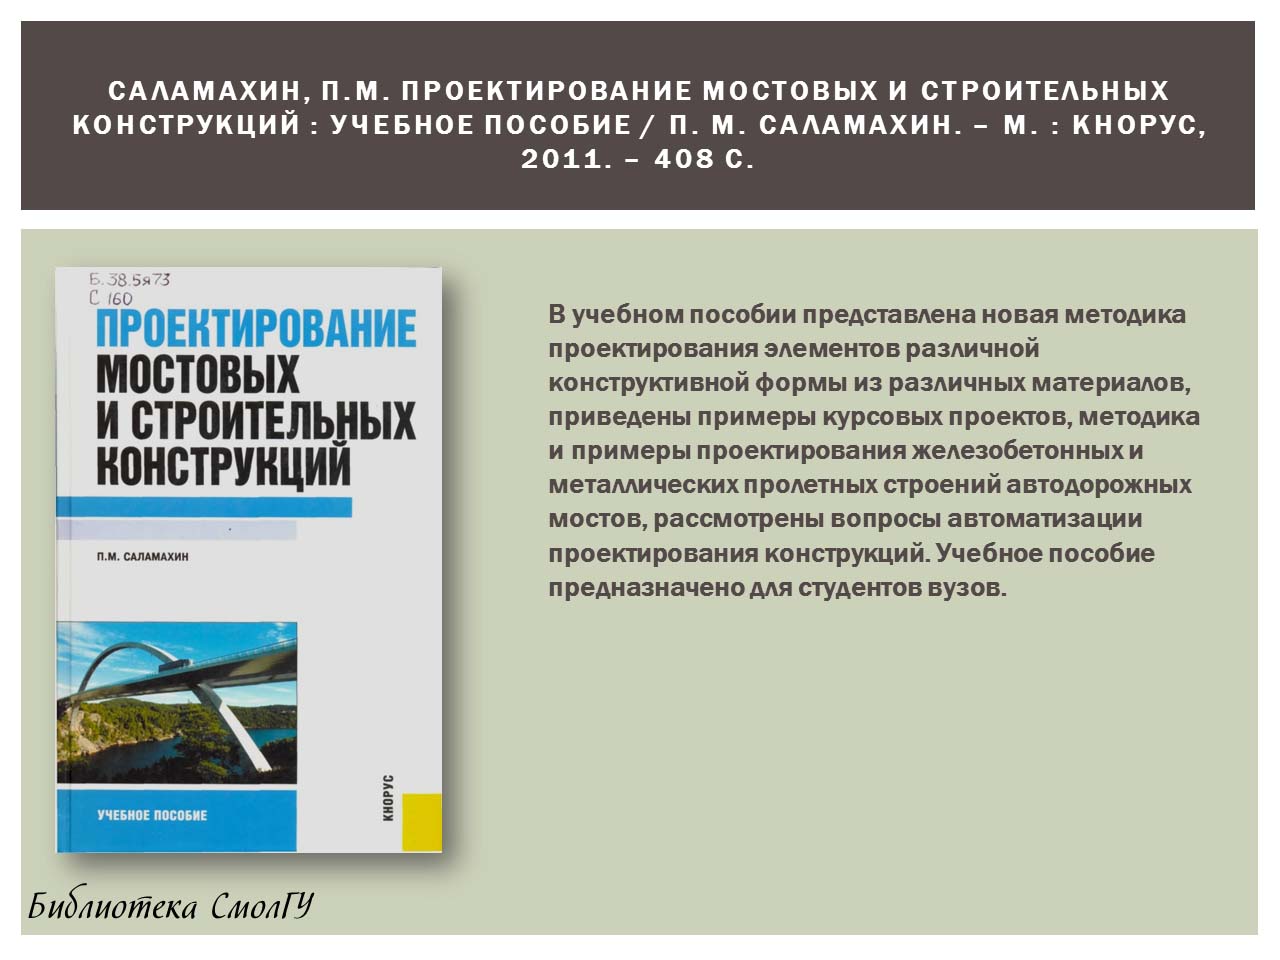 САЛАМАХИН, П.М. ПРОЕКТИРОВАНИЕ МОСТОВЫХ И СТРОИТЕЛЬНЫХ
КОНСТРУКЦИЙ : УЧЕБНОЕ ПОСОБИЕ / П. М. САЛАМАХИН. – М. : КНОРУС,
2011. – 408 С.
Б.38.5я73
С 160
ПРОЕКТИРОВАНИЕ
МОСТОВЫХ
И СТРОИТЕЛЬНЫХ
КОНСТРУКЦИЙ
П.М. САЛАМАХИН
УЧЕБНОЕ ПОСОБИЕ
КНОРУС
В учебном пособии представлена новая методика
проектирования элементов различной
конструктивной формы из различных материалов,
приведены примеры курсовых проектов, методика
и примеры проектирования железобетонных и
металлических пролетных строений автодорожных
мостов, рассмотрены вопросы автоматизации
проектирования конструкций. Учебное пособие
предназначено для студентов вузов.
Библиотека СмолГУ